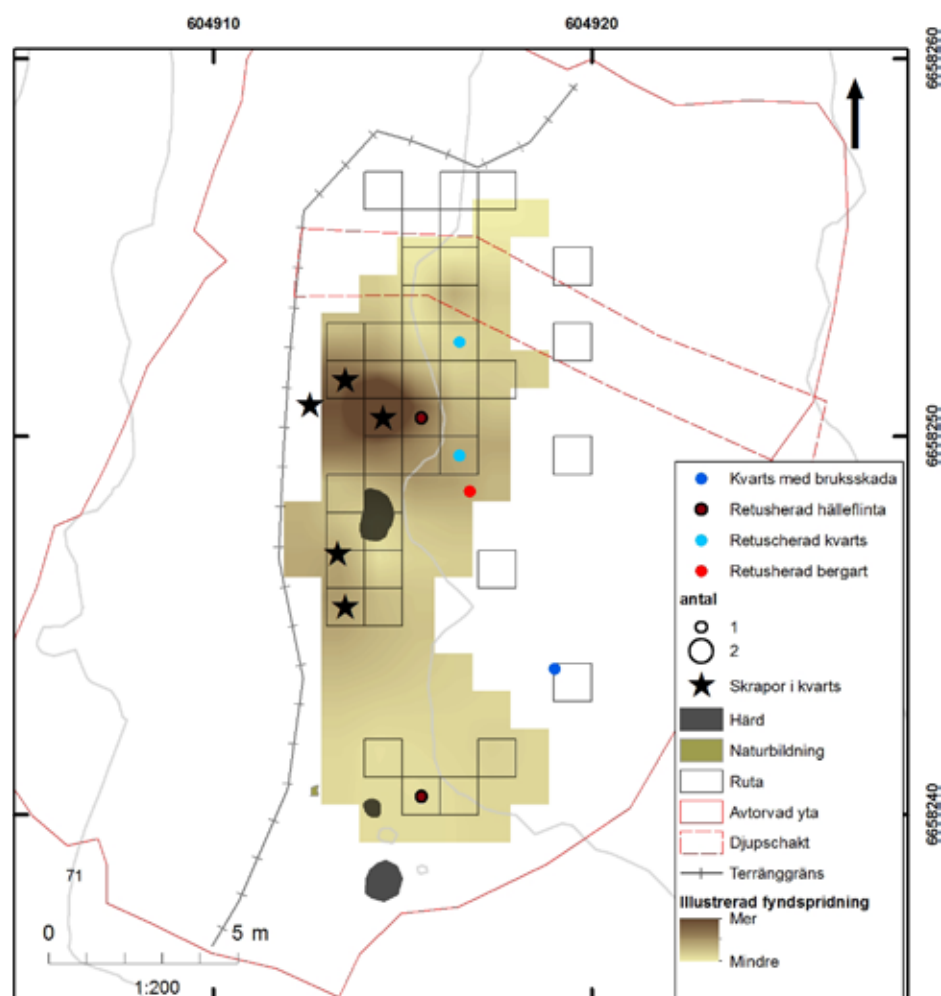 604910
604920
6658260
6658250
6658240
Kvarts med bruksskada
Retusherad hälleflinta
Retuscherad kvarts
Retusherad bergart
antal
1
2
Skrapor i kvarts
Härd
Naturbildning
Ruta
Avtorvad yta
Djupschakt
Terränggräns
Illustrerad fyndspridning
Mer
Mindre
71
0 5 m
1:200